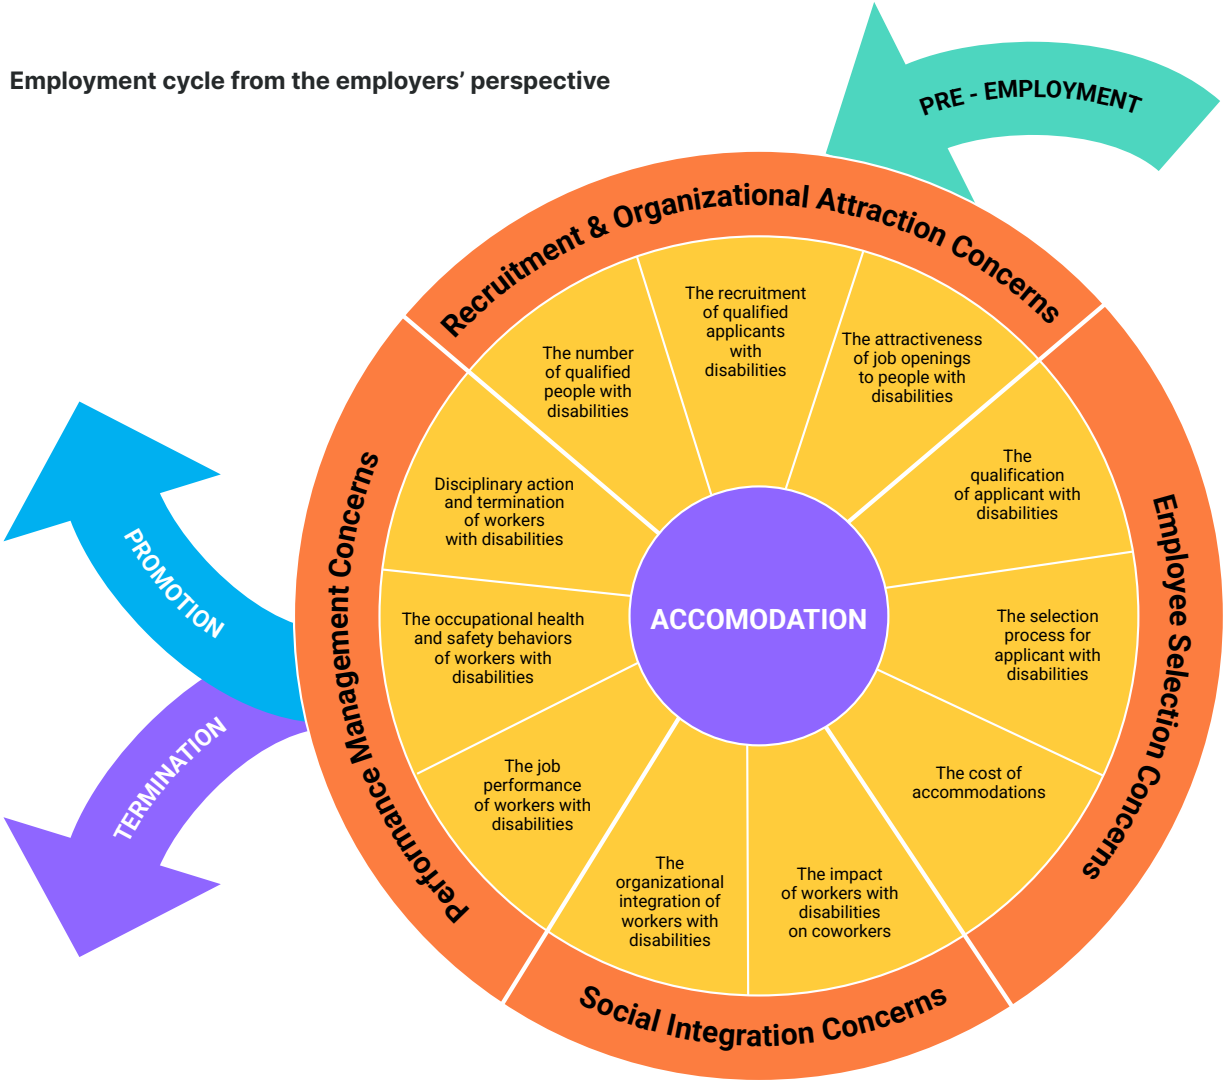 Employment cycle from the employers’ perspective
PRE - EMPLOYMENT
Recruitment & Organizational Attraction Concerns
The number
of qualified
people with
disabilities
The recruitment
of qualified
applicants
with
disabilities
The attractiveness
of job openings
to people with
disabilities
Employee Selection Concerns
The
qualification
of applicant with
disabilities
The selection
process for
applicant with
disabilities
The cost of
accommodations
Social Integration Concerns
The impact
of workers with
disabilities
on coworkers
The
organizational
integration of
workers with
disabilities
Performance Management Concerns
The job
performance
of workers with
disabilities
The occupational health
and safety behaviors
of workers with
disabilities
Disciplinary action
and termination
of workers
with disabilities
ACCOMODATION
PROMOTION
TERMINATION